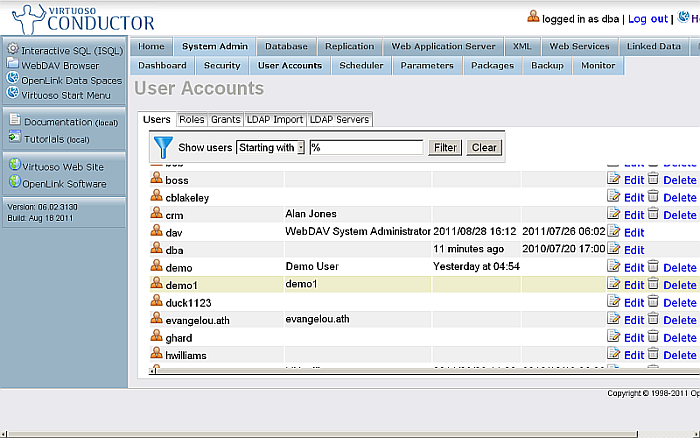 VIRTUOSO
CONDUCTOR
logged in as dba | Log out |
Interactive SQL (ISQL)
WebDAV Browser
OpenLink Data Spaces
Virtuoso Start Menu
Documentation (local)
Tutorials (local)
Virtuoso Web Site
OpenLink Software
Version: 06.02.3130
Build: Aug 18 2011
Home System Admin Database Replication Web Application Server XML Web Services Linked Data
Dashboard Security User Accounts Scheduler Parameters Packages Backup Monitor
User Accounts
Users Roles Grants LDAP Import LDAP Servers
Show users Starting with % Filter Clear
boss Edit Delete
cblakeley Edit Delete
crm Alan Jones Edit Delete
dav WebDAV System Administrator 2011/08/28 16:12 2011/07/26 06:02 Edit
dba 11 minutes ago 2010/07/20 17:00 Edit
demo Demo User Yesterday at 04:54 Edit Delete
demo1 demo1 Edit Delete
duck1123 Edit Delete
evangelou.ath evangelou.ath Edit Delete
ghard Edit Delete
hwilliams Edit Delete
Copyright © 1998-2011